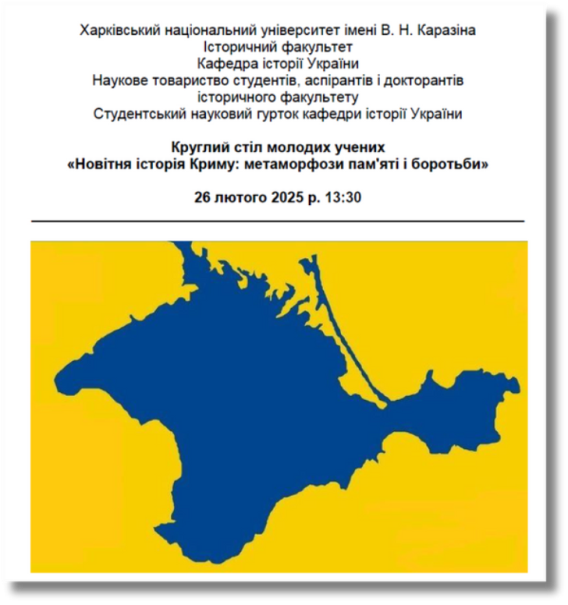 Харківський національний університет імені В. Н. Каразіна
Історичний факультет
Кафедра історії України
Наукове товариство студентів, аспірантів і докторантів
історичного факультету
Студентський науковий гурток кафедри історії України
Круглий стіл молодих учених
«Новітня історія Криму: метаморфози пам'яті і боротьби»
26 лютого 2025 р. 13:30